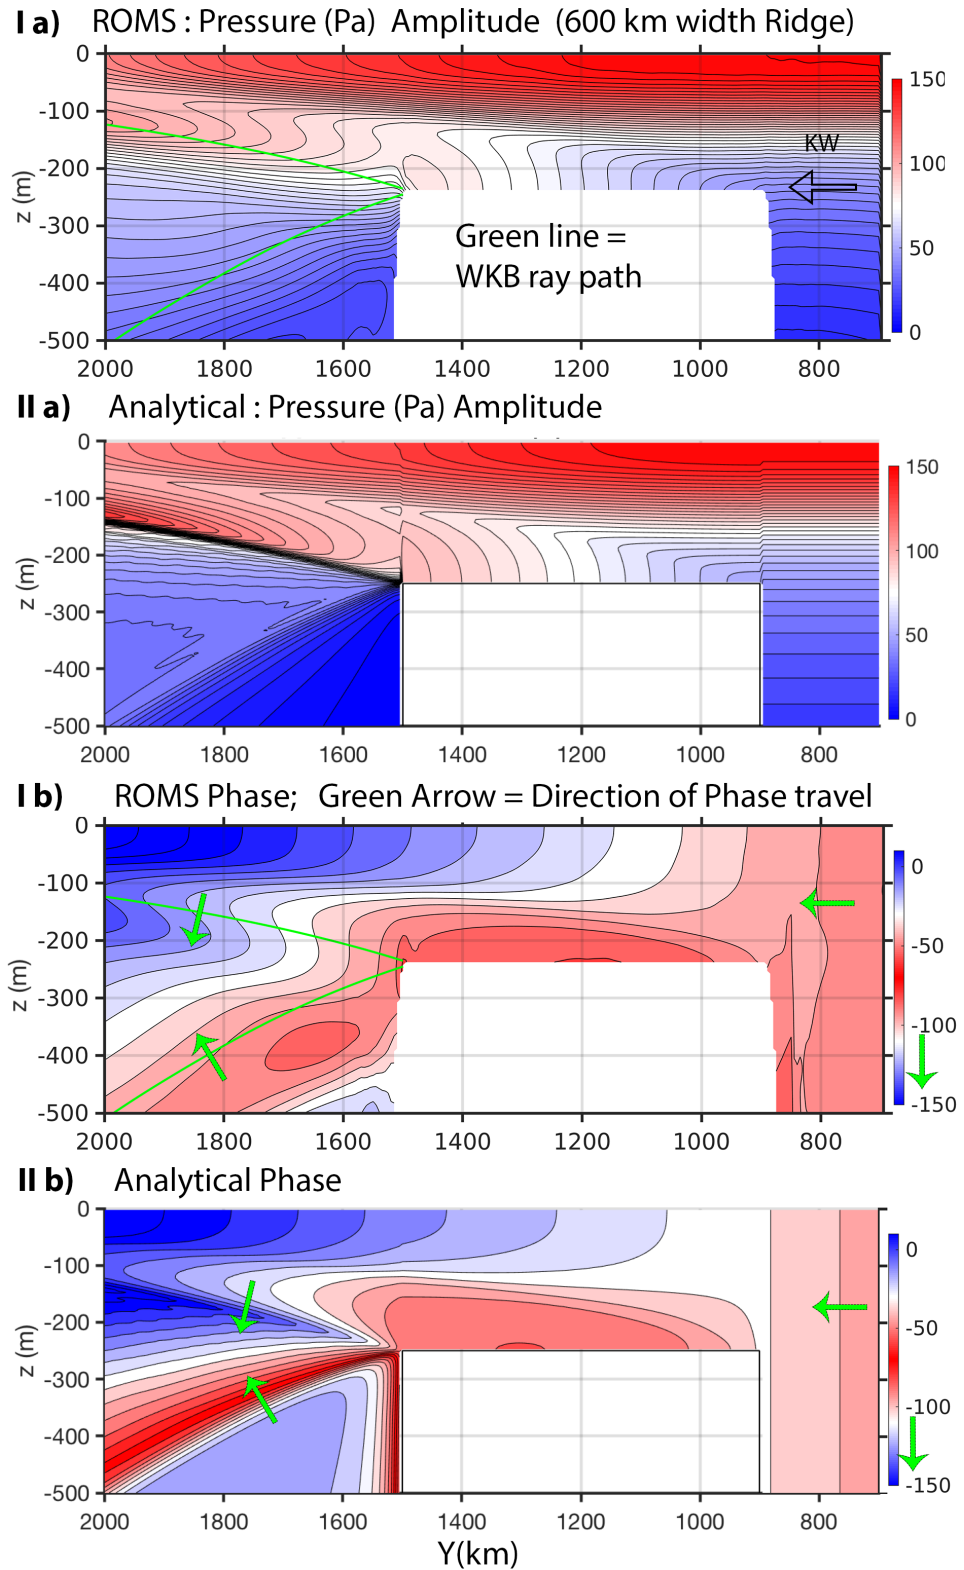 I a) ROMS : Pressure (Pa) Amplitude (600 km width Ridge)
0
-100
-200
-300
-400
-500
z (m)
KW
Green line =
WKB ray path
150
100
50
0
2000 1800 1600 1400 1200 1000 800
II a) Analytical : Pressure (Pa) Amplitude
0
-100
-200
-300
-400
-500
z (m)
150
100
50
0
2000 1800 1600 1400 1200 1000 800
I b) ROMS Phase; Green Arrow = Direction of Phase travel
0
-100
-200
-300
-400
-500
z (m)
0
-50
-100
-150
2000 1800 1600 1400 1200 1000 800
II b) Analytical Phase
0
-100
-200
-300
-400
-500
z (m)
0
-50
-100
-150
2000 1800 1600 1400 1200 1000 800
Y(km)